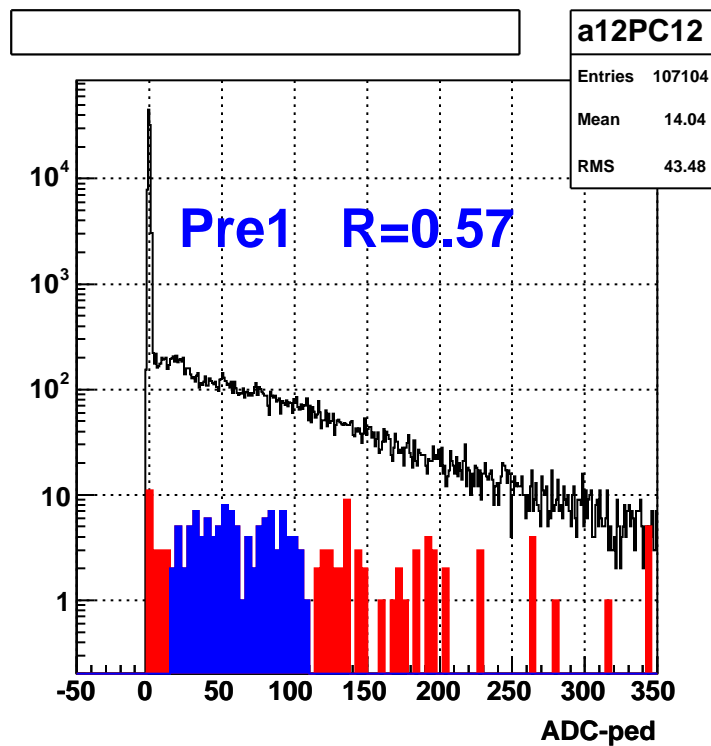 a12PC12
Entries 107104
Mean 14.04
RMS 43.48
Pre1 R=0.57
10^4
10^3
10^2
10
1
-50 0 50 100 150 200 250 300 350
ADC-ped